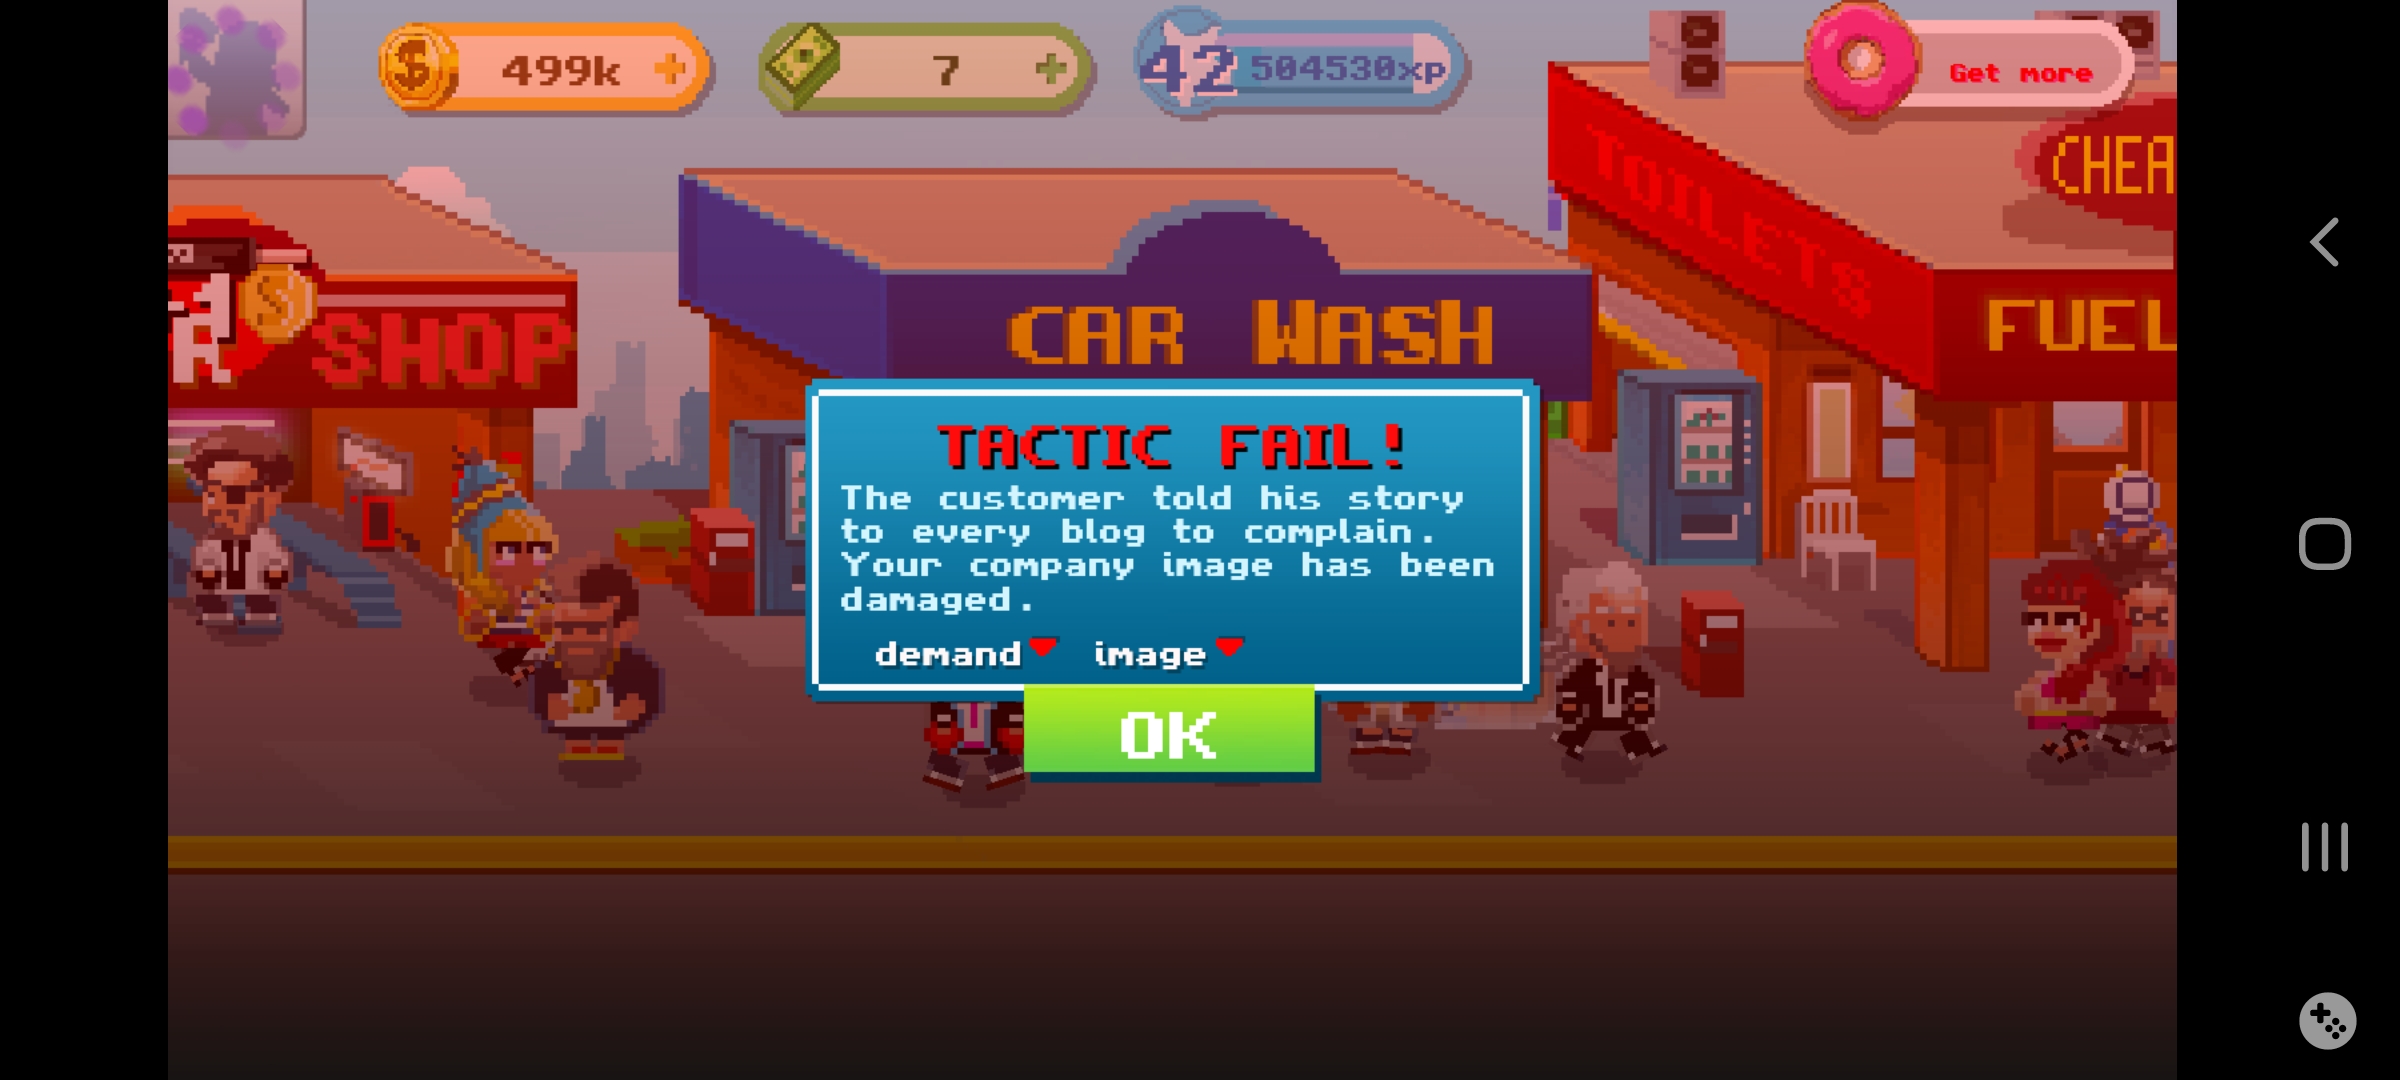 499k
7
42 504530xp
Get more
SHOP
CAR WASH
TOILETS
CHEA
FUEL
TACTIC FAIL!
The customer told his story
to every blog to complain.
Your company image has been
damaged.
demand image
OK